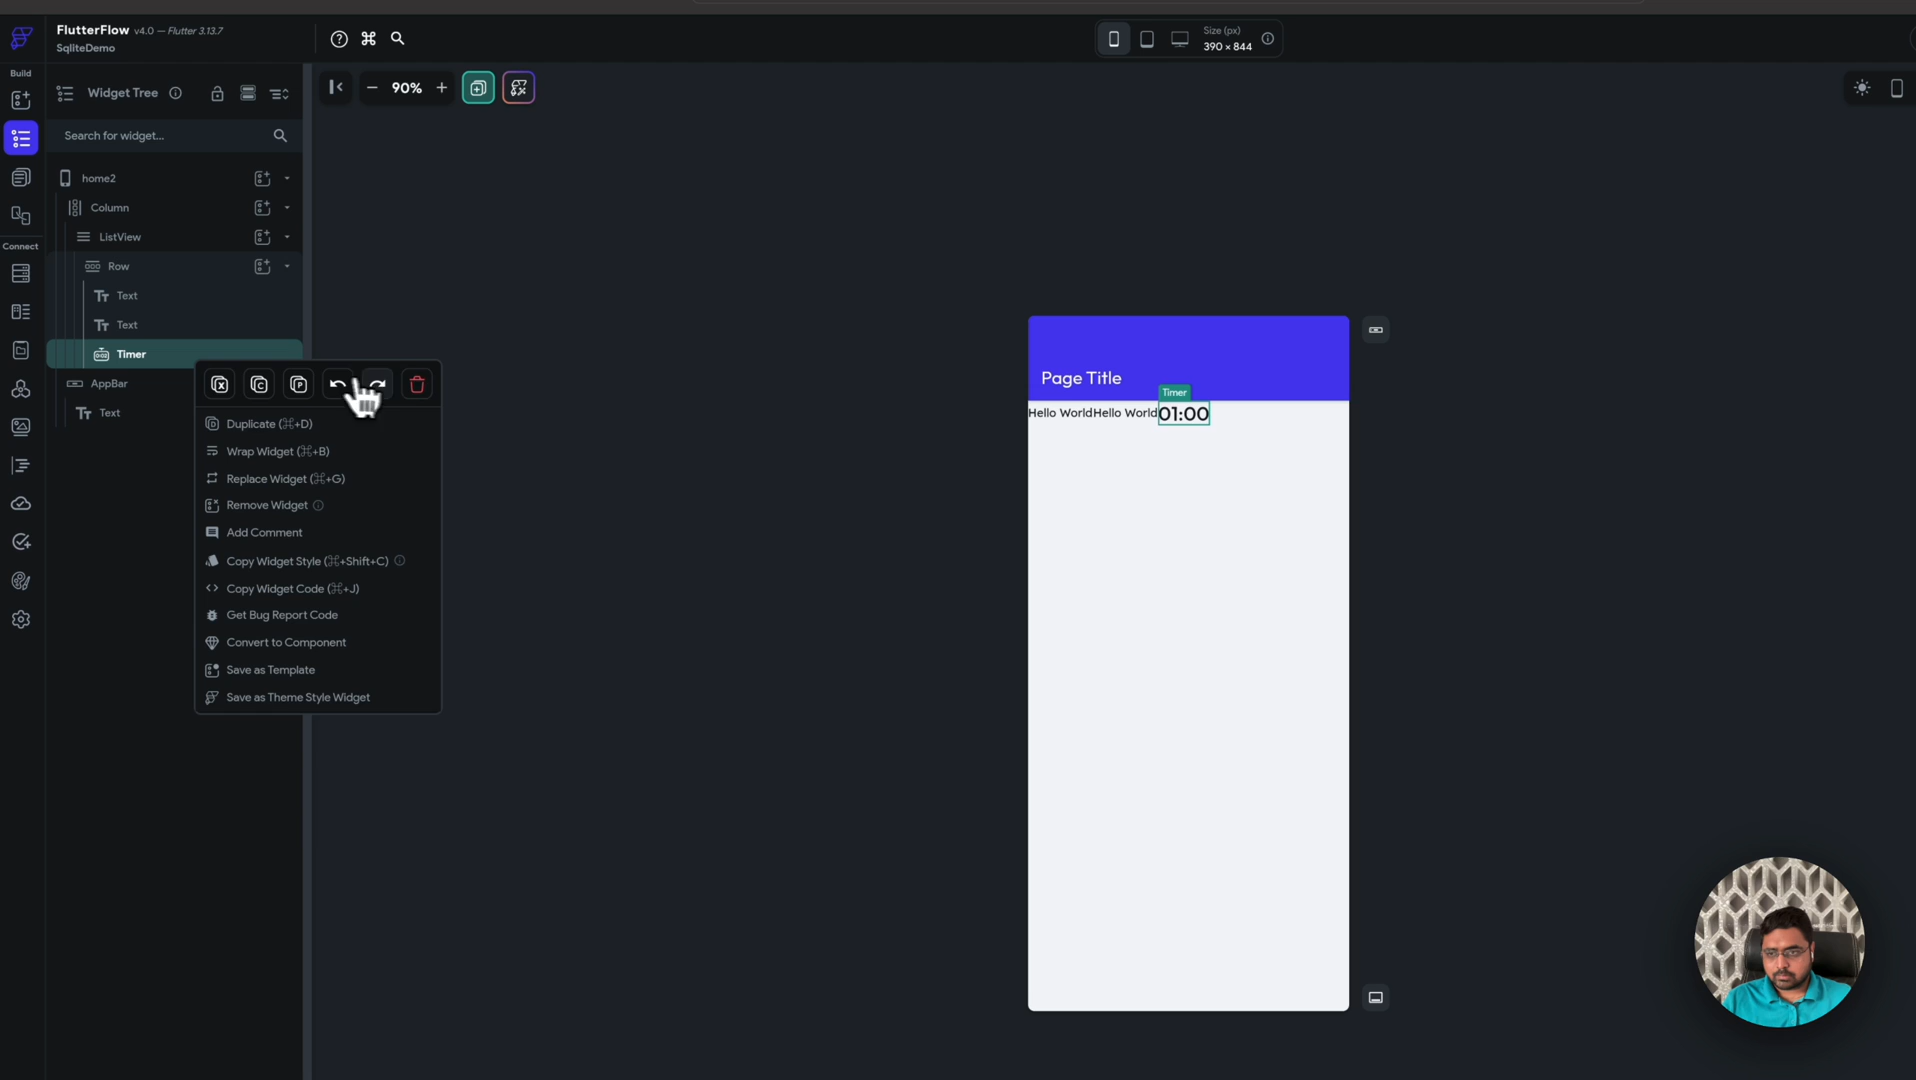 FlutterFlow v4.0 — Flutter 3.13.7
SqliteDemo
Size (px)
390 × 844
Build
Widget Tree
90%
Search for widget...
home2
Column
ListView
Connect
Row
Text
Text
Timer
AppBar
Text
X
C
P
Duplicate (⌘+D)
Wrap Widget (⌘+B)
Replace Widget (⌘+G)
Remove Widget
Add Comment
Copy Widget Style (⌘+Shift+C)
Copy Widget Code (⌘+J)
Get Bug Report Code
Convert to Component
Save as Template
Save as Theme Style Widget
Page Title
Timer
Hello WorldHello World01:00